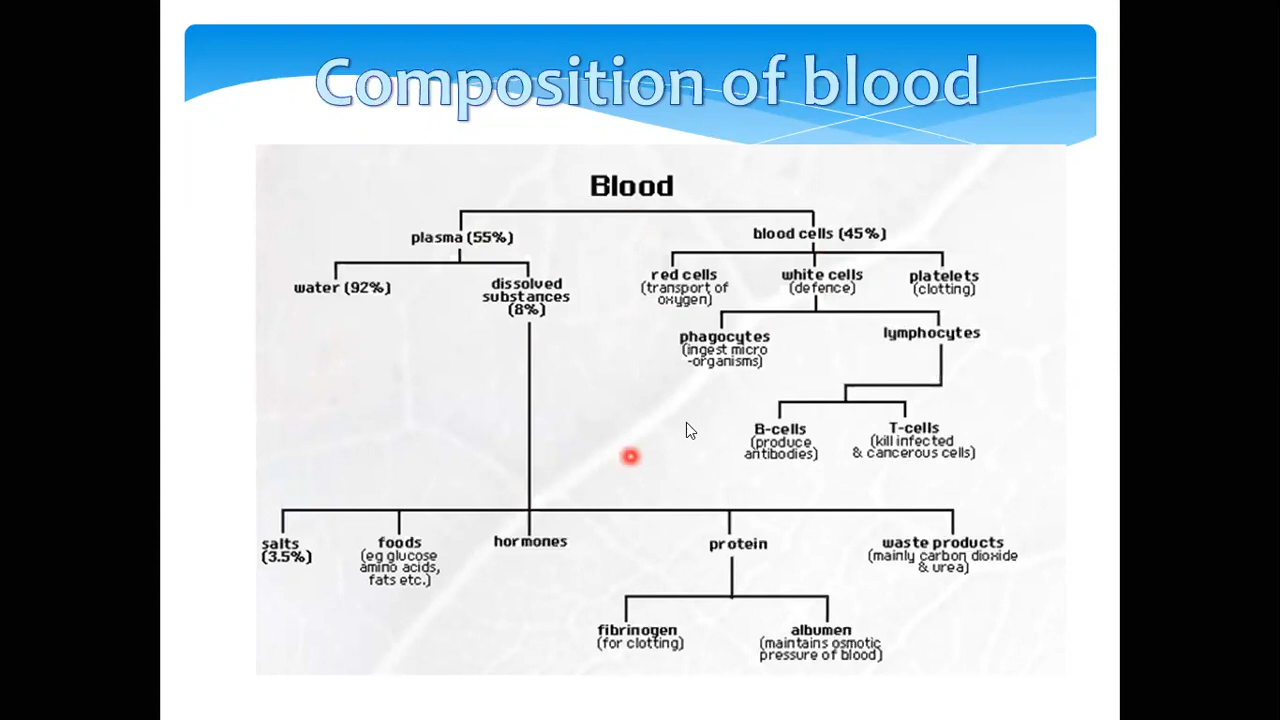 Composition of blood
Blood
plasma (55%)
blood cells (45%)
water (92%)
dissolved
substances
(8%)
red cells
(transport of
oxygen)
white cells
(defence)
platelets
(clotting)
phagocytes
(ingest micro
-organisms)
lymphocytes
B-cells
(produce
antibodies)
T-cells
(kill infected
& cancerous cells)
salts
(3.5%)
foods
(eg glucose
amino acids,
fats etc.)
hormones
protein
waste products
(mainly carbon dioxide
& urea)
fibrinogen
(for clotting)
albumen
(maintains osmotic
pressure of blood)